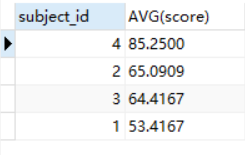 subject_id AVG(score)
4 85.2500
2 65.0909
3 64.4167
1 53.4167